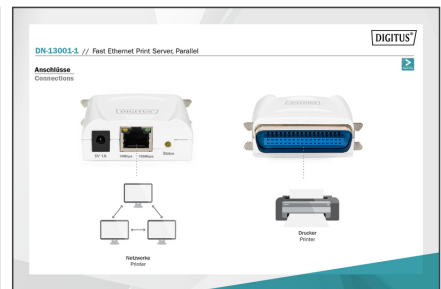 DIGITUS®
DN-13001-1 // Fast Ethernet Print Server, Parallel
Anschlüsse
Connections
DIGITUS
5V 1A
10Mbps
100Mbps
Status
DIGITUS
Netzwerke
Printer
Drucker
Printer